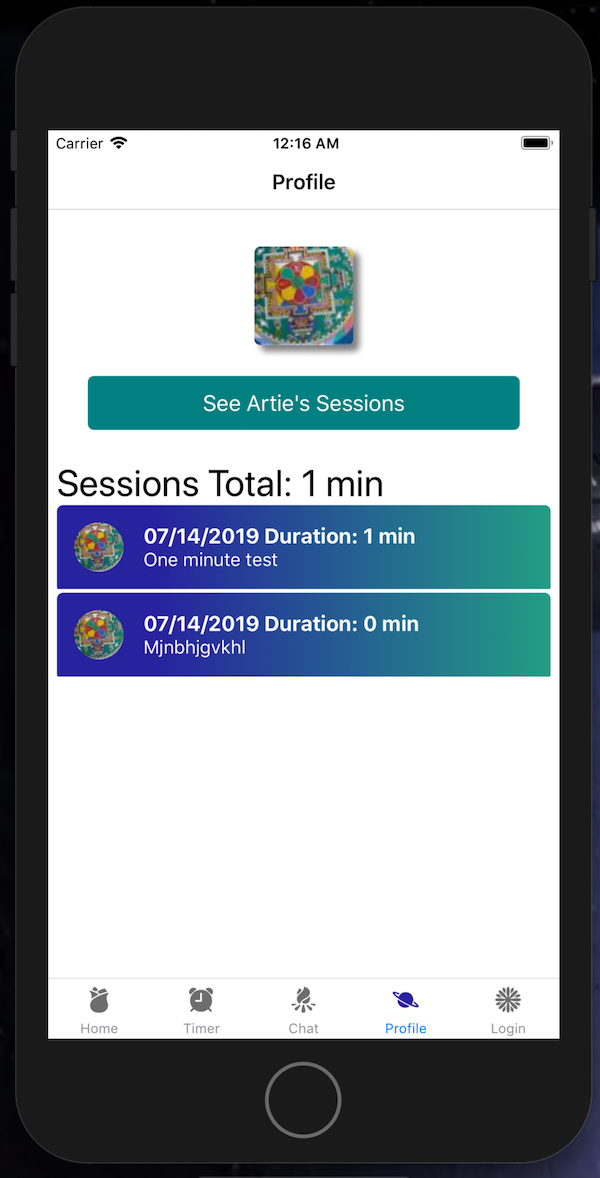 Carrier 12:16 AM
Profile
See Artie's Sessions
Sessions Total: 1 min
07/14/2019 Duration: 1 min
One minute test
07/14/2019 Duration: 0 min
Mjnbhjgvkhl
Home Timer Chat Profile Login